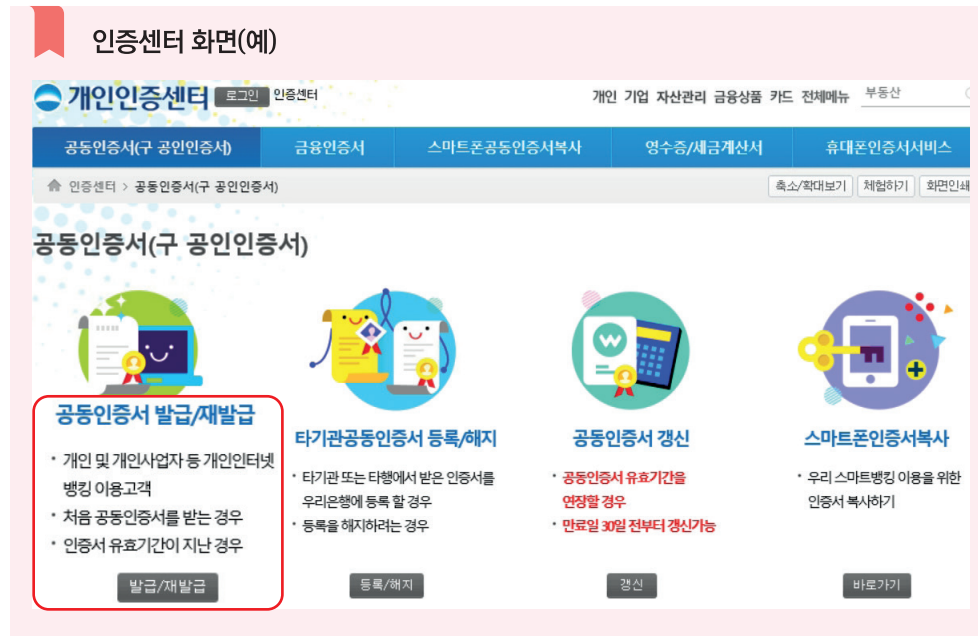 인증센터 화면(예)
개인인증센터 로그인 인증센터
개인 기업 자산관리 금융상품 카드 전체메뉴 부동산
공동인증서(구 공인인증서) 금융인증서 스마트폰공동인증서복사 영수증/세금계산서 휴대폰인증서서비스
인증센터 > 공동인증서(구 공인인증서)
축소/확대보기 체험하기 화면인쇄
공동인증서(구 공인인증서)
공동인증서 발급/재발급
• 개인 및 개인사업자 등 개인인터넷
뱅킹 이용고객
• 처음 공동인증서를 받는 경우
• 인증서 유효기간이 지난 경우
발급/재발급
타기관공동인증서 등록/해지
• 타기관 또는 타행에서 받은 인증서를
우리은행에 등록 할 경우
• 등록을 해지하려는 경우
등록/해지
공동인증서 갱신
• 공동인증서 유효기간을
연장할 경우
• 만료일 30일 전부터 갱신가능
갱신
스마트폰인증서복사
• 우리 스마트뱅킹 이용을 위한
인증서 복사하기
바로가기